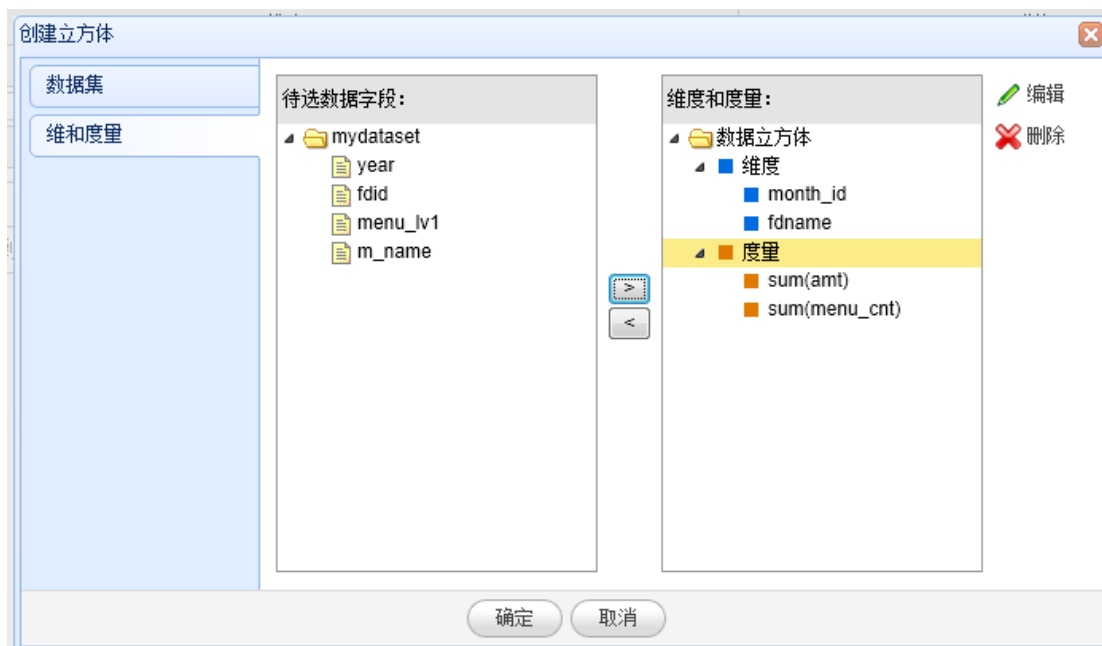 创建立方体
数据集
维和度量
待选数据字段:
mydataset
year
fdid
menu_lv1
m_name
>
<
维度和度量:
数据立方体
维度
month_id
fdname
度量
sum(amt)
sum(menu_cnt)
编辑
删除
确定
取消